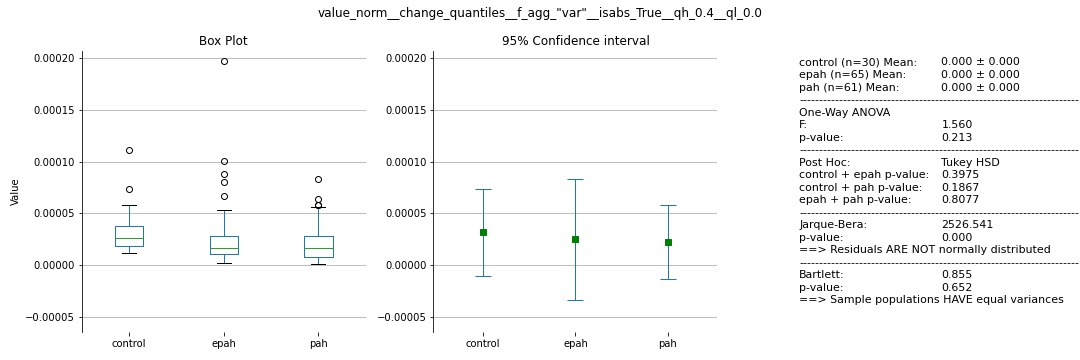 value_norm__change_quantiles__f_agg_"var"__isabs_True__qh_0.4__ql_0.0
Box Plot
0.00020
0.00015
0.00010
0.00005
0.00000
−0.00005
Value
control epah pah
95% Confidence interval
0.00020
0.00015
0.00010
0.00005
0.00000
−0.00005
control epah pah
control (n=30) Mean: 0.000 ± 0.000
epah (n=65) Mean: 0.000 ± 0.000
pah (n=61) Mean: 0.000 ± 0.000
One-Way ANOVA
F: 1.560
p-value: 0.213
Post Hoc: Tukey HSD
control + epah p-value: 0.3975
control + pah p-value: 0.1867
epah + pah p-value: 0.8077
Jarque-Bera: 2526.541
p-value: 0.000
==> Residuals ARE NOT normally distributed
Bartlett: 0.855
p-value: 0.652
==> Sample populations HAVE equal variances